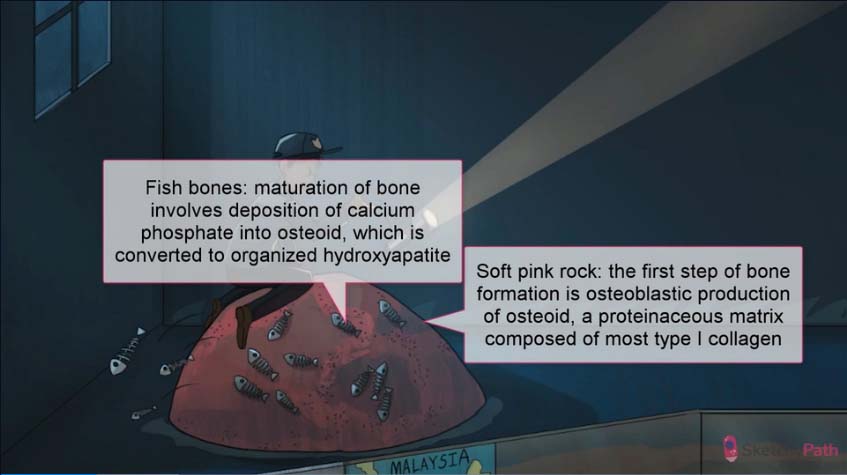 Fish bones: maturation of bone
involves deposition of calcium
phosphate into osteoid, which is
converted to organized hydroxyapatite
Soft pink rock: the first step of bone
formation is osteoblastic production
of osteoid, a proteinaceous matrix
composed of most type I collagen
MALAYSIA
SketchyPath